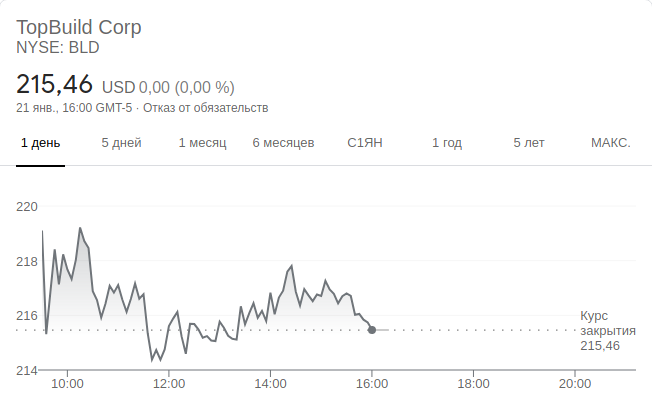 TopBuild Corp
NYSE: BLD
215,46 USD 0,00 (0,00 %)
21 янв., 16:00 GMT-5 · Отказ от обязательств
1 день 5 дней 1 месяц 6 месяцев С1ЯН 1 год 5 лет МАКС.
220
218
216
214
Курс
закрытия
215,46
10:00 12:00 14:00 16:00 18:00 20:00